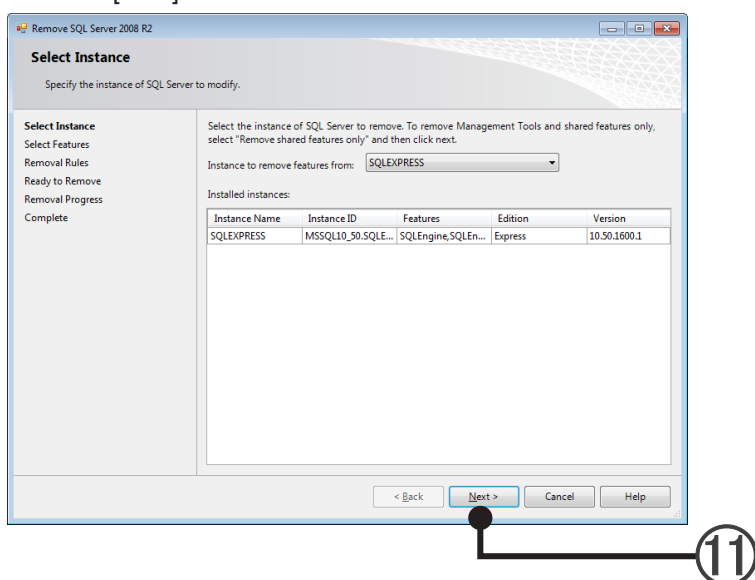 Remove SQL Server 2008 R2
Select Instance
Specify the instance of SQL Server to modify.
Select Instance
Select Features
Removal Rules
Ready to Remove
Removal Progress
Complete
Select the instance of SQL Server to remove. To remove Management Tools and shared features only,
select "Remove shared features only" and then click next.
Instance to remove features from: SQLEXPRESS
Installed instances:
Instance Name Instance ID Features Edition Version
SQLEXPRESS MSSQL10_50.SQLE... SQLEngine,SQLEn... Express 10.50.1600.1
< Back Next > Cancel Help
⑪